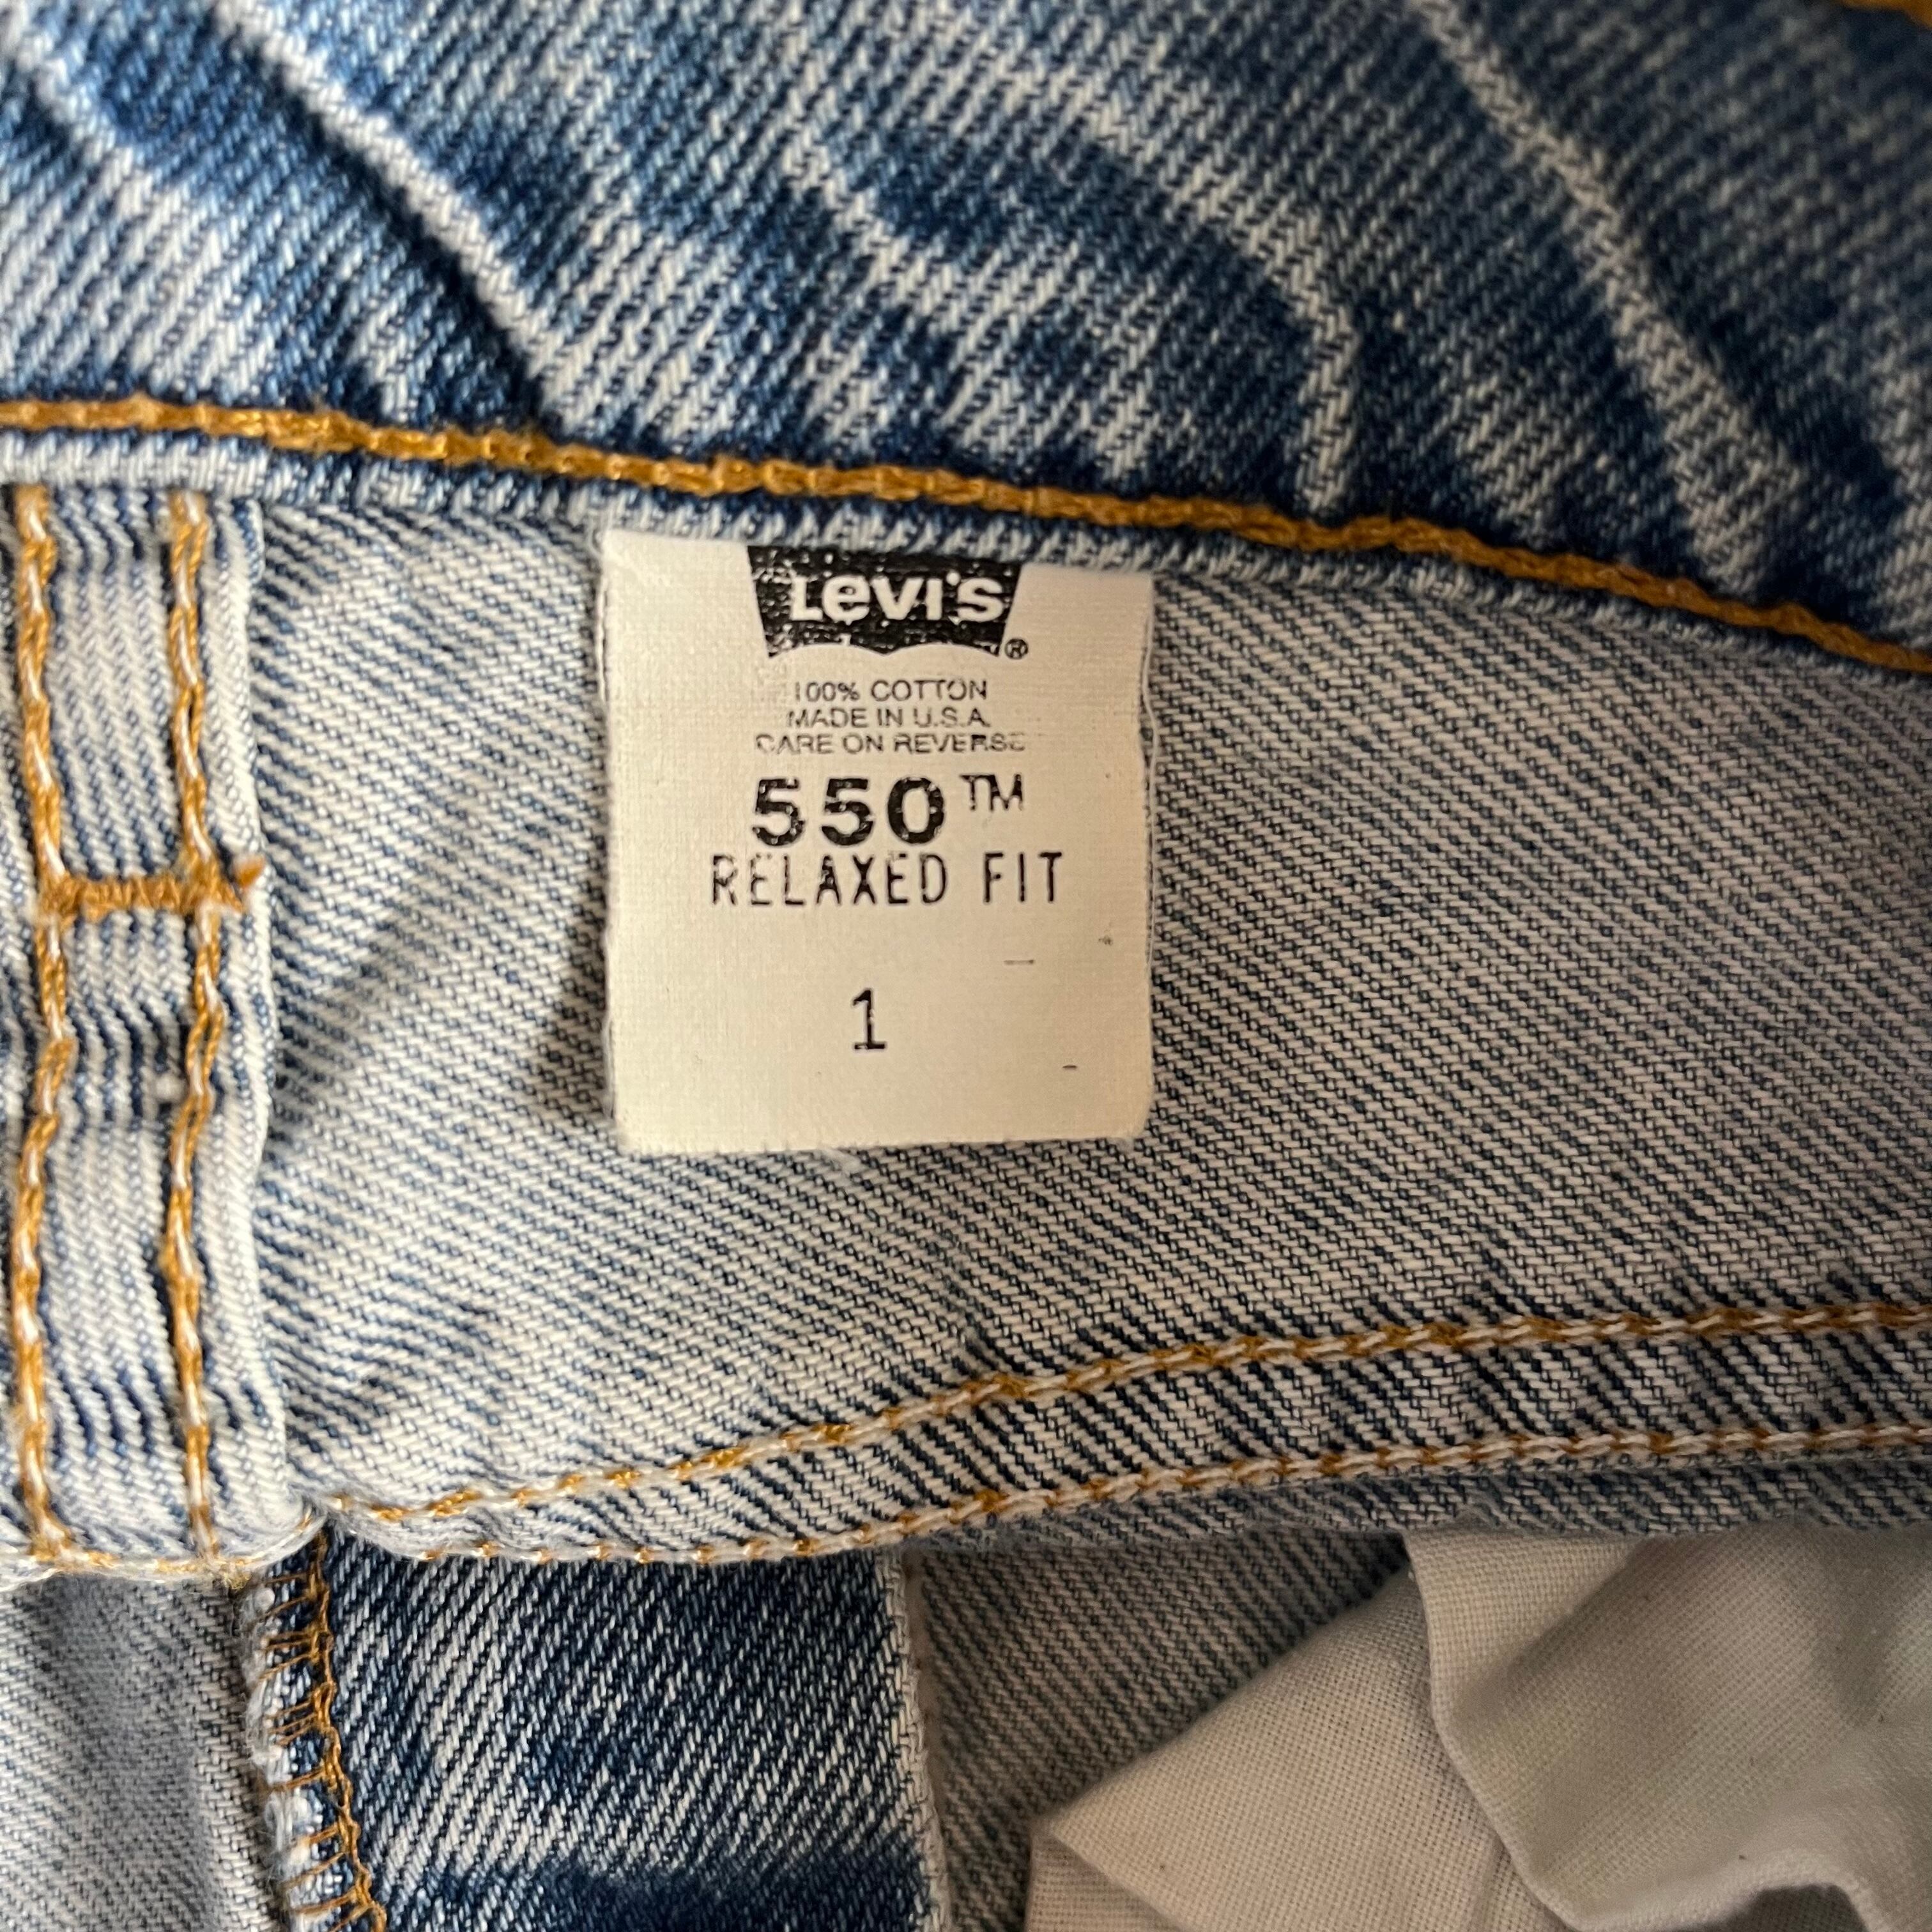 Levi's®
100% COTTON
MADE IN U.S.A.
CARE ON REVERSE
550™
RELAXED FIT
1